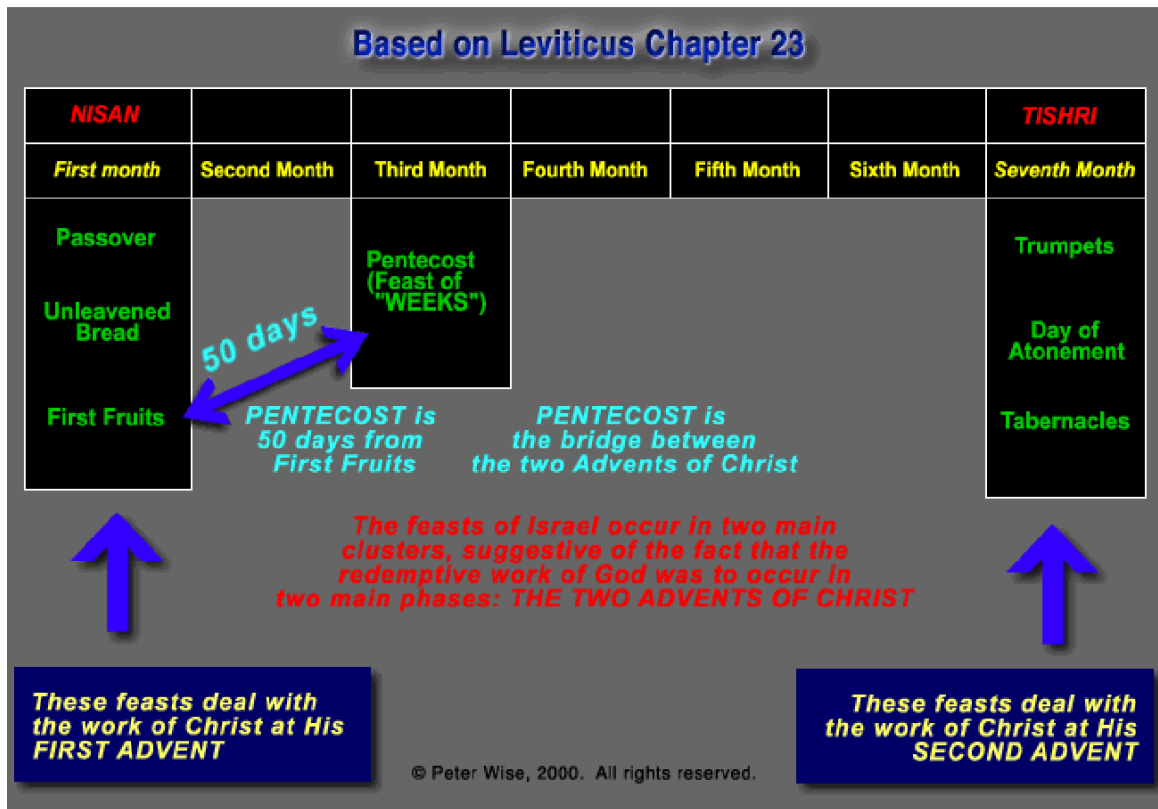 Based on Leviticus Chapter 23
NISAN
TISHRI
First month
Second Month
Third Month
Fourth Month
Fifth Month
Sixth Month
Seventh Month
Passover
Unleavened
Bread
First Fruits
50 days
Pentecost
(Feast of
"WEEKS")
Trumpets
Day of
Atonement
Tabernacles
PENTECOST is
50 days from
First Fruits
PENTECOST is
the bridge between
the two Advents of Christ
The feasts of Israel occur in two main
clusters, suggestive of the fact that the
redemptive work of God was to occur in
two main phases: THE TWO ADVENTS OF CHRIST
These feasts deal with
the work of Christ at His
FIRST ADVENT
These feasts deal with
the work of Christ at His
SECOND ADVENT
© Peter Wise, 2000. All rights reserved.